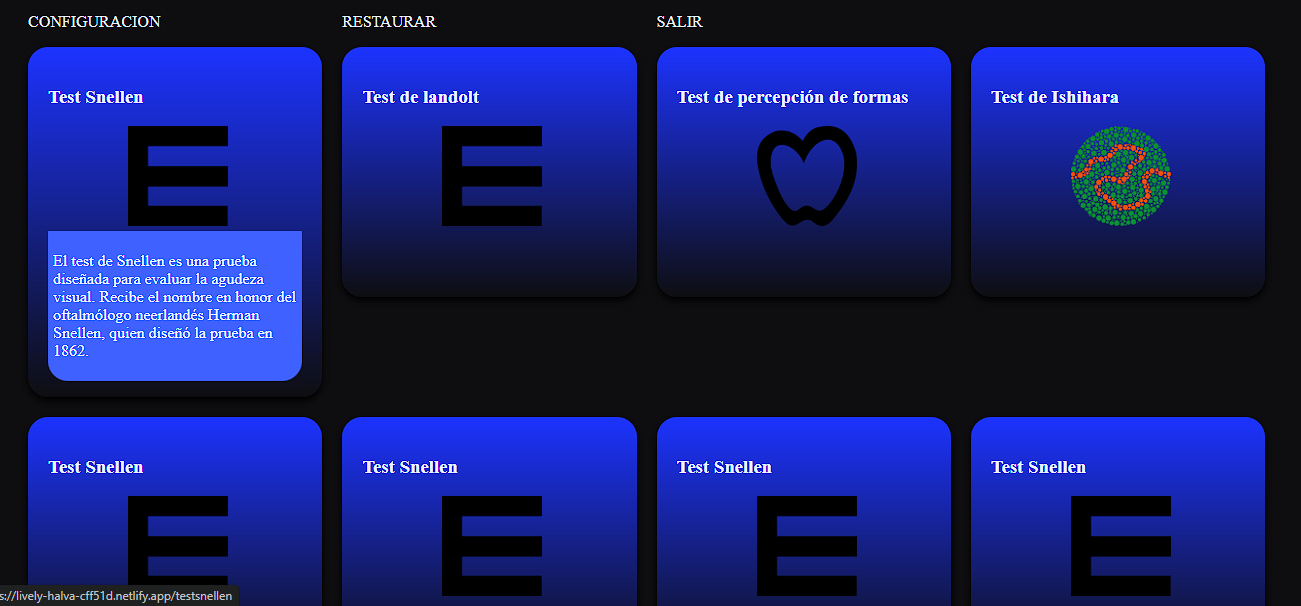 CONFIGURACION
RESTAURAR
SALIR
Test Snellen
Test de landolt
Test de percepción de formas
Test de Ishihara
El test de Snellen es una prueba
diseñada para evaluar la agudeza
visual. Recibe el nombre en honor del
oftalmólogo neerlandés Herman
Snellen, quien diseñó la prueba en
1862.
Test Snellen
Test Snellen
Test Snellen
Test Snellen
s://lively-halva-cff51d.netlify.app/testsnellen